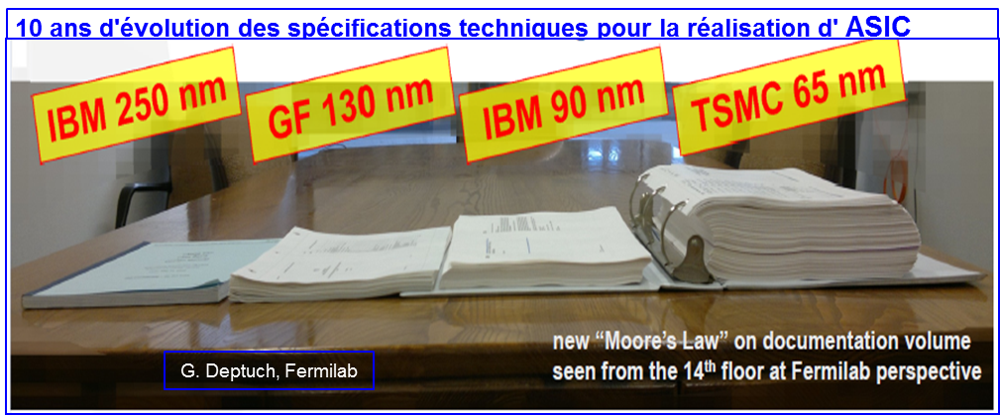 10 ans d'évolution des spécifications techniques pour la réalisation d' ASIC
IBM 250 nm
GF 130 nm
IBM 90 nm
TSMC 65 nm
new “Moore’s Law” on documentation volume
seen from the 14th floor at Fermilab perspective
G. Deptuch, Fermilab